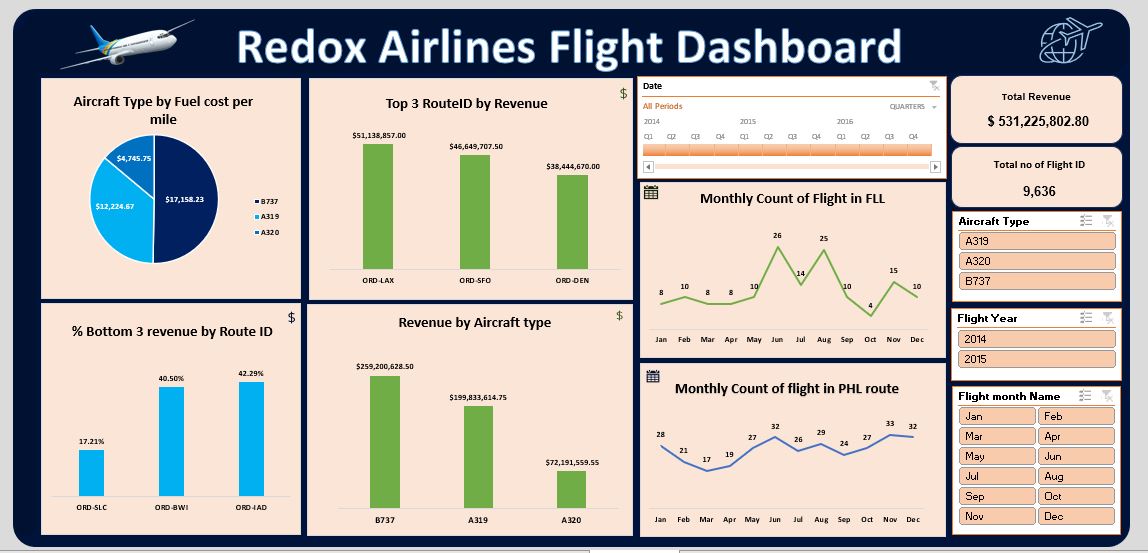 Redox Airlines Flight Dashboard
Aircraft Type by Fuel cost per
mile
$4,745.75
$12,224.67
$17,158.23
B737
A319
A320
$
Top 3 RouteID by Revenue
$51,138,857.00
$46,649,707.50
$38,444,670.00
ORD-LAX ORD-SFO ORD-DEN
Date
All Periods QUARTERS
2014 2015 2016
Q1 Q2 Q3 Q4 Q1 Q2 Q3 Q4 Q1 Q2 Q3 Q4
Total Revenue
$ 531,225,802.80
Total no of Flight ID
9,636
Monthly Count of Flight in FLL
8 10 8 8 10 26 14 25 10 4 15 10
Jan Feb Mar Apr May Jun Jul Aug Sep Oct Nov Dec
Aircraft Type
A319
A320
B737
$
% Bottom 3 revenue by Route ID
17.21% 40.50% 42.29%
ORD-SLC ORD-BWI ORD-IAD
$
Revenue by Aircraft type
$259,200,628.50
$199,833,614.75
$72,191,559.55
B737 A319 A320
Flight Year
2014
2015
Monthly Count of flight in PHL route
28 21 17 19 27 32 26 29 24 27 33 32
Jan Feb Mar Apr May Jun Jul Aug Sep Oct Nov Dec
Flight month Name
Jan Feb
Mar Apr
May Jun
Jul Aug
Sep Oct
Nov Dec